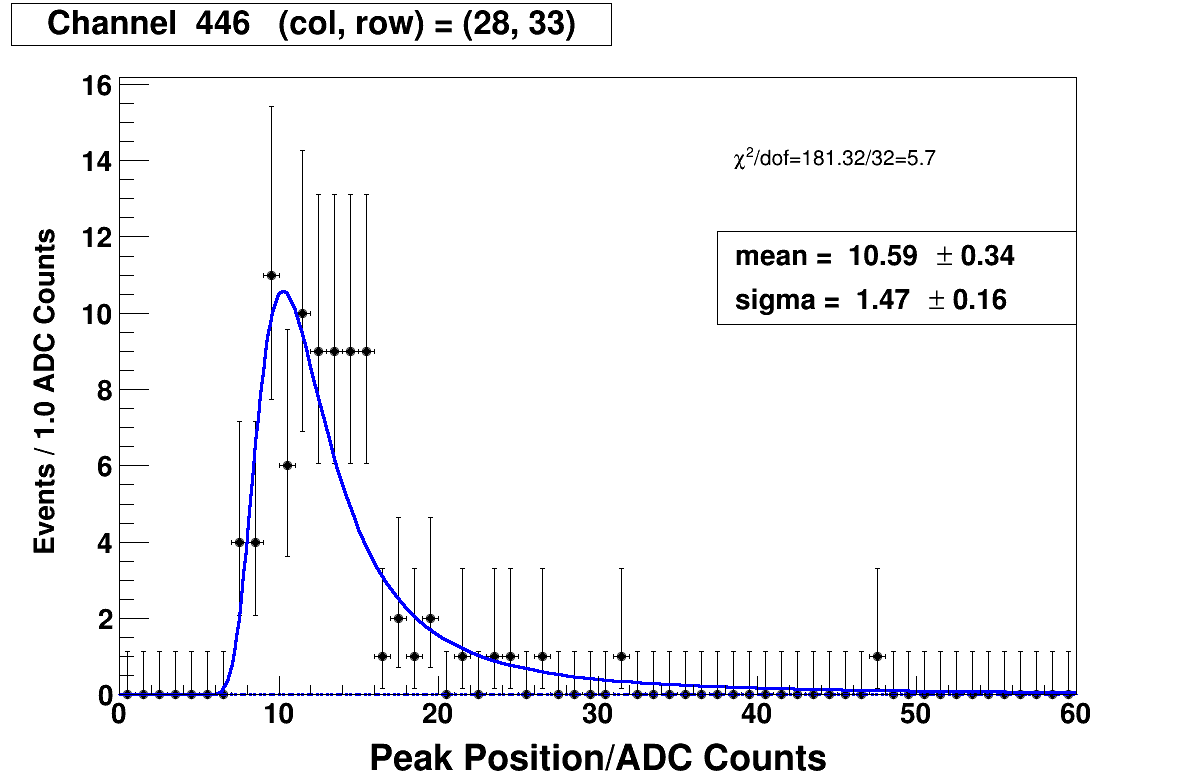 Channel 446 (col, row) = (28, 33)
16
14
12
10
8
6
4
2
0
Events / 1.0 ADC Counts
χ²/dof=181.32/32=5.7
mean = 10.59 ± 0.34
sigma = 1.47 ± 0.16
0 10 20 30 40 50 60
Peak Position/ADC Counts